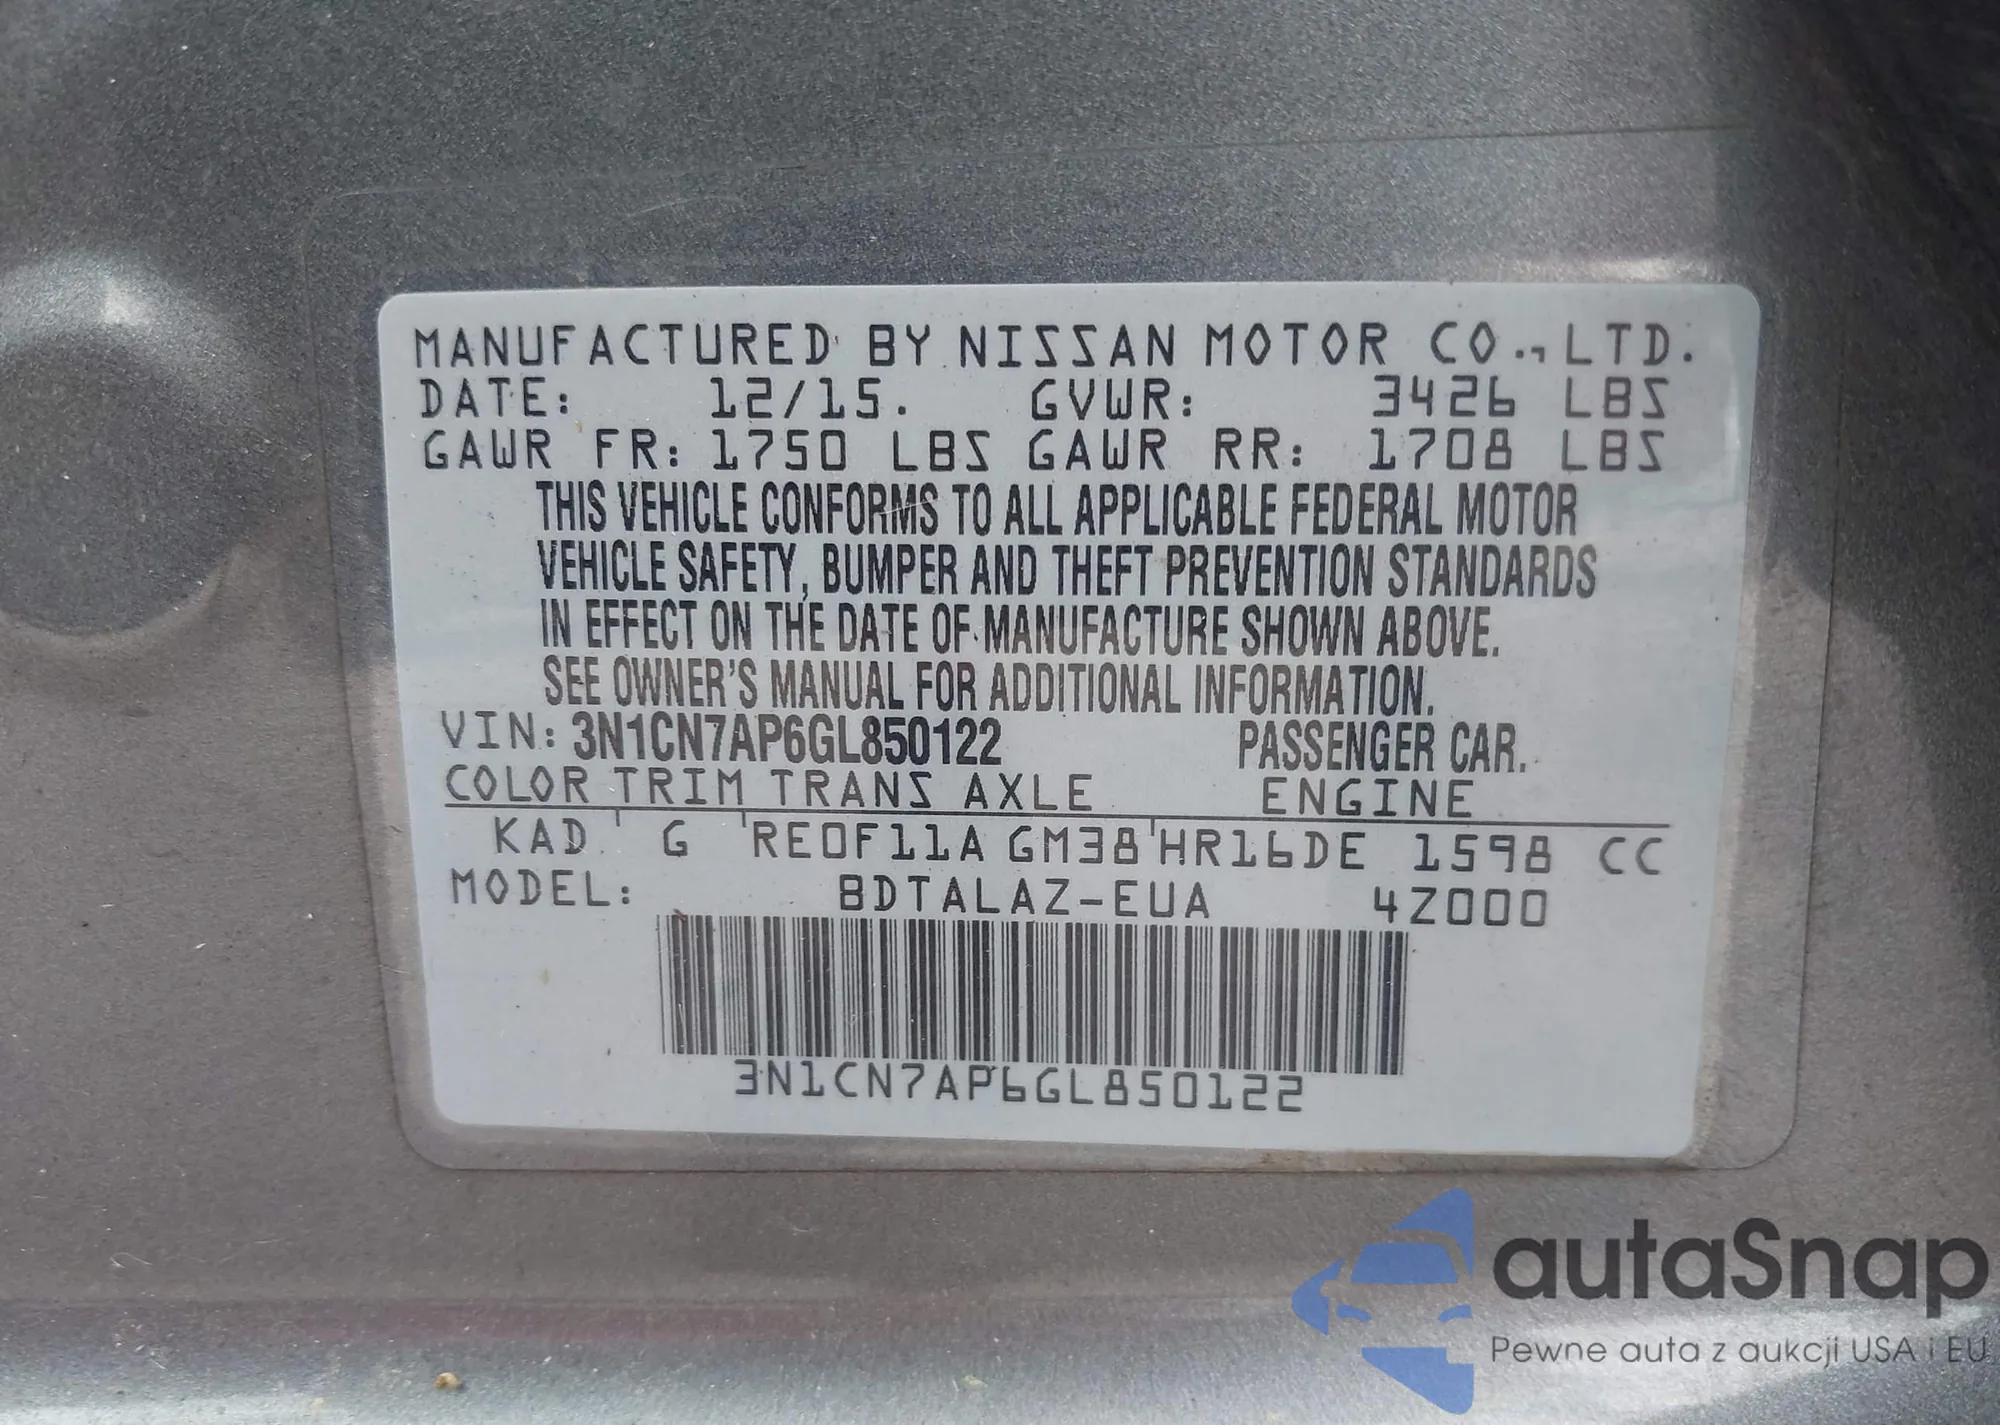 MANUFACTURED BY NISSAN MOTOR CO.,LTD.
DATE: 12/15. GVWR: 3426 LBS
GAWR FR: 1750 LBS GAWR RR: 1708 LBS
THIS VEHICLE CONFORMS TO ALL APPLICABLE FEDERAL MOTOR
VEHICLE SAFETY, BUMPER AND THEFT PREVENTION STANDARDS
IN EFFECT ON THE DATE OF MANUFACTURE SHOWN ABOVE.
SEE OWNER'S MANUAL FOR ADDITIONAL INFORMATION.
VIN: 3N1CN7AP6GL850122 PASSENGER CAR.
COLOR TRIM TRANS AXLE ENGINE
KAD G RE0F11A GM38 HR16DE 1598 CC
MODEL: BDTALAZ-EUA 4Z000
3N1CN7AP6GL850122
autaSnap
Pewne auta z aukcji USA i EU